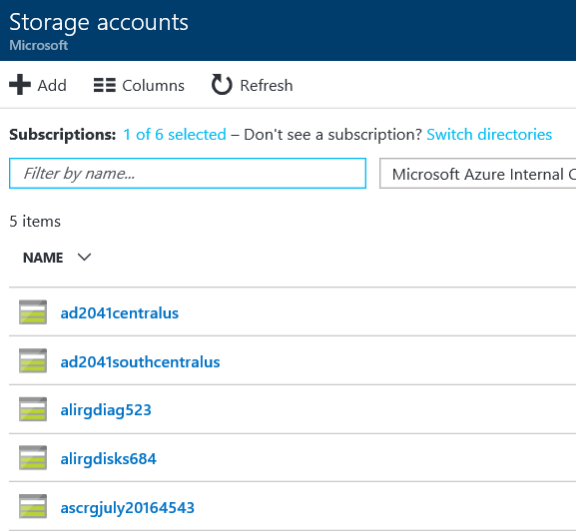 Storage accounts
Microsoft
Add Columns Refresh
Subscriptions: 1 of 6 selected – Don't see a subscription? Switch directories
Filter by name... Microsoft Azure Internal
5 items
NAME
ad2041centralus
ad2041southcentralus
alirgdiag523
alirgdisks684
ascrgjuly20164543